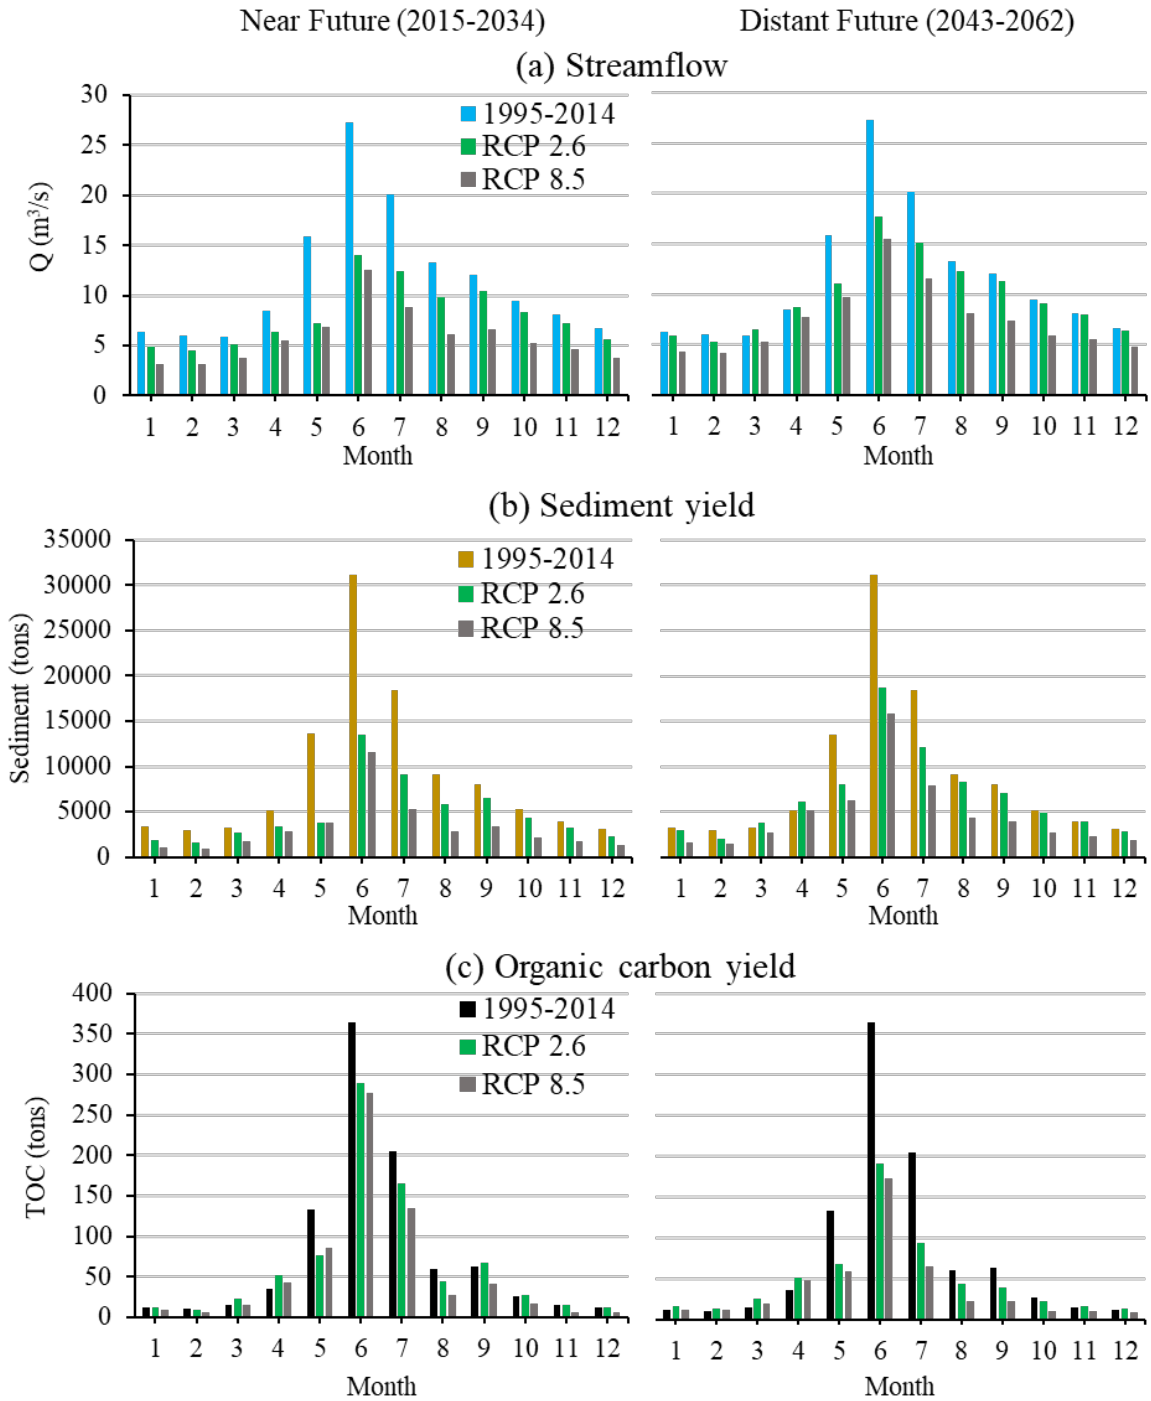 Near Future (2015-2034)
Distant Future (2043-2062)
(a) Streamflow
30
25
20
15
10
5
0
Q (m³/s)
1995-2014
RCP 2.6
RCP 8.5
1 2 3 4 5 6 7 8 9 10 11 12
Month
1 2 3 4 5 6 7 8 9 10 11 12
Month
(b) Sediment yield
35000
30000
25000
20000
15000
10000
5000
0
Sediment (tons)
1995-2014
RCP 2.6
RCP 8.5
1 2 3 4 5 6 7 8 9 10 11 12
Month
1 2 3 4 5 6 7 8 9 10 11 12
Month
(c) Organic carbon yield
400
350
300
250
200
150
100
50
0
TOC (tons)
1995-2014
RCP 2.6
RCP 8.5
1 2 3 4 5 6 7 8 9 10 11 12
Month
1 2 3 4 5 6 7 8 9 10 11 12
Month